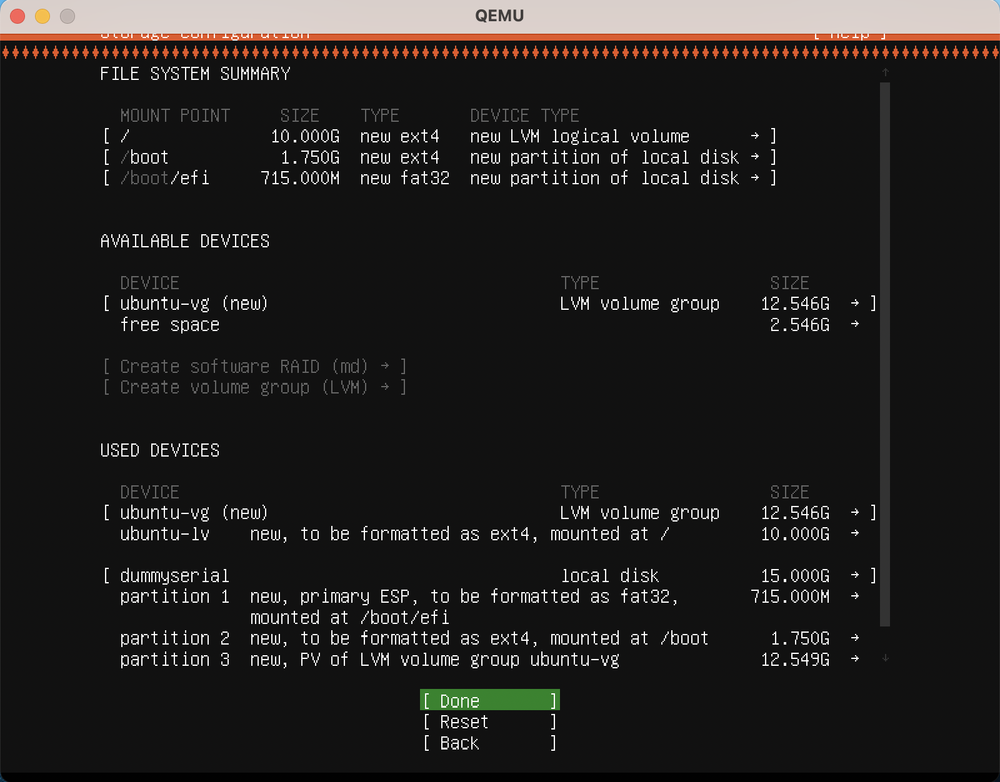 QEMU
Storage configuration [ Help ]
FILE SYSTEM SUMMARY
MOUNT POINT SIZE TYPE DEVICE TYPE
[ / 10.000G new ext4 new LVM logical volume → ]
[ /boot 1.750G new ext4 new partition of local disk → ]
[ /boot/efi 715.000M new fat32 new partition of local disk → ]
AVAILABLE DEVICES
DEVICE TYPE SIZE
[ ubuntu-vg (new) LVM volume group 12.546G → ]
free space 2.546G →
[ Create software RAID (md) → ]
[ Create volume group (LVM) → ]
USED DEVICES
DEVICE TYPE SIZE
[ ubuntu-vg (new) LVM volume group 12.546G → ]
ubuntu-lv new, to be formatted as ext4, mounted at / 10.000G →
[ dummyserial local disk 15.000G → ]
partition 1 new, primary ESP, to be formatted as fat32, 715.000M →
mounted at /boot/efi
partition 2 new, to be formatted as ext4, mounted at /boot 1.750G →
partition 3 new, PV of LVM volume group ubuntu-vg 12.549G →
[ Done ]
[ Reset ]
[ Back ]